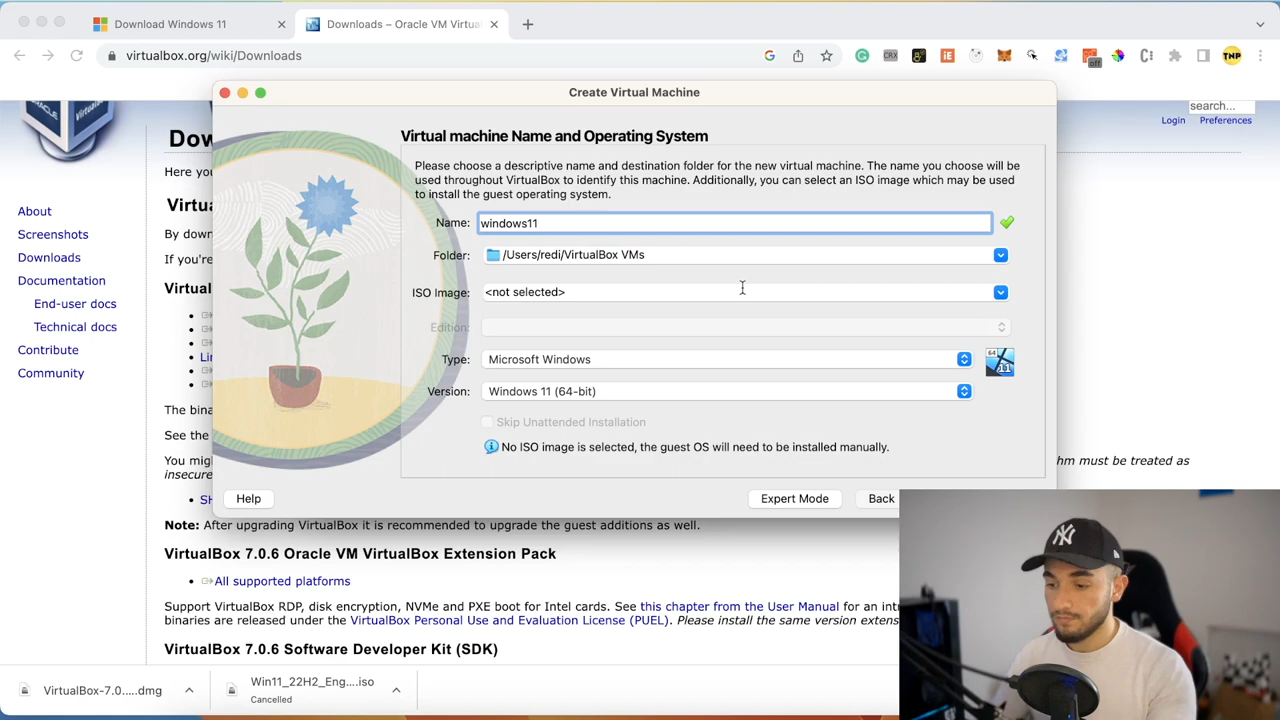 Download Windows 11
Downloads – Oracle VM Virtua
virtualbox.org/wiki/Downloads
off
TNP
Create Virtual Machine
search...
Login
Preferences
Virtual machine Name and Operating System
Please choose a descriptive name and destination folder for the new virtual machine. The name you choose will be
used throughout VirtualBox to identify this machine. Additionally, you can select an ISO image which may be used
to install the guest operating system.
Name: windows11
Folder: /Users/redi/VirtualBox VMs
ISO Image: <not selected>
Edition:
Type: Microsoft Windows
64
11
Version: Windows 11 (64-bit)
Skip Unattended Installation
No ISO image is selected, the guest OS will need to be installed manually.
Help
Expert Mode
Back
About
Screenshots
Downloads
Documentation
End-user docs
Technical docs
Contribute
Community
Dow
Here you
Virtu
By down
If you're
Virtual
Li
The bina
See the
You mig
hm must be treated as
insecure
SH
Note: After upgrading VirtualBox it is recommended to upgrade the guest additions as well.
VirtualBox 7.0.6 Oracle VM VirtualBox Extension Pack
All supported platforms
Support VirtualBox RDP, disk encryption, NVMe and PXE boot for Intel cards. See this chapter from the User Manual for an int
binaries are released under the VirtualBox Personal Use and Evaluation License (PUEL). Please install the same version extens
VirtualBox 7.0.6 Software Developer Kit (SDK)
VirtualBox-7.0.....dmg
Win11_22H2_Eng....iso
Cancelled